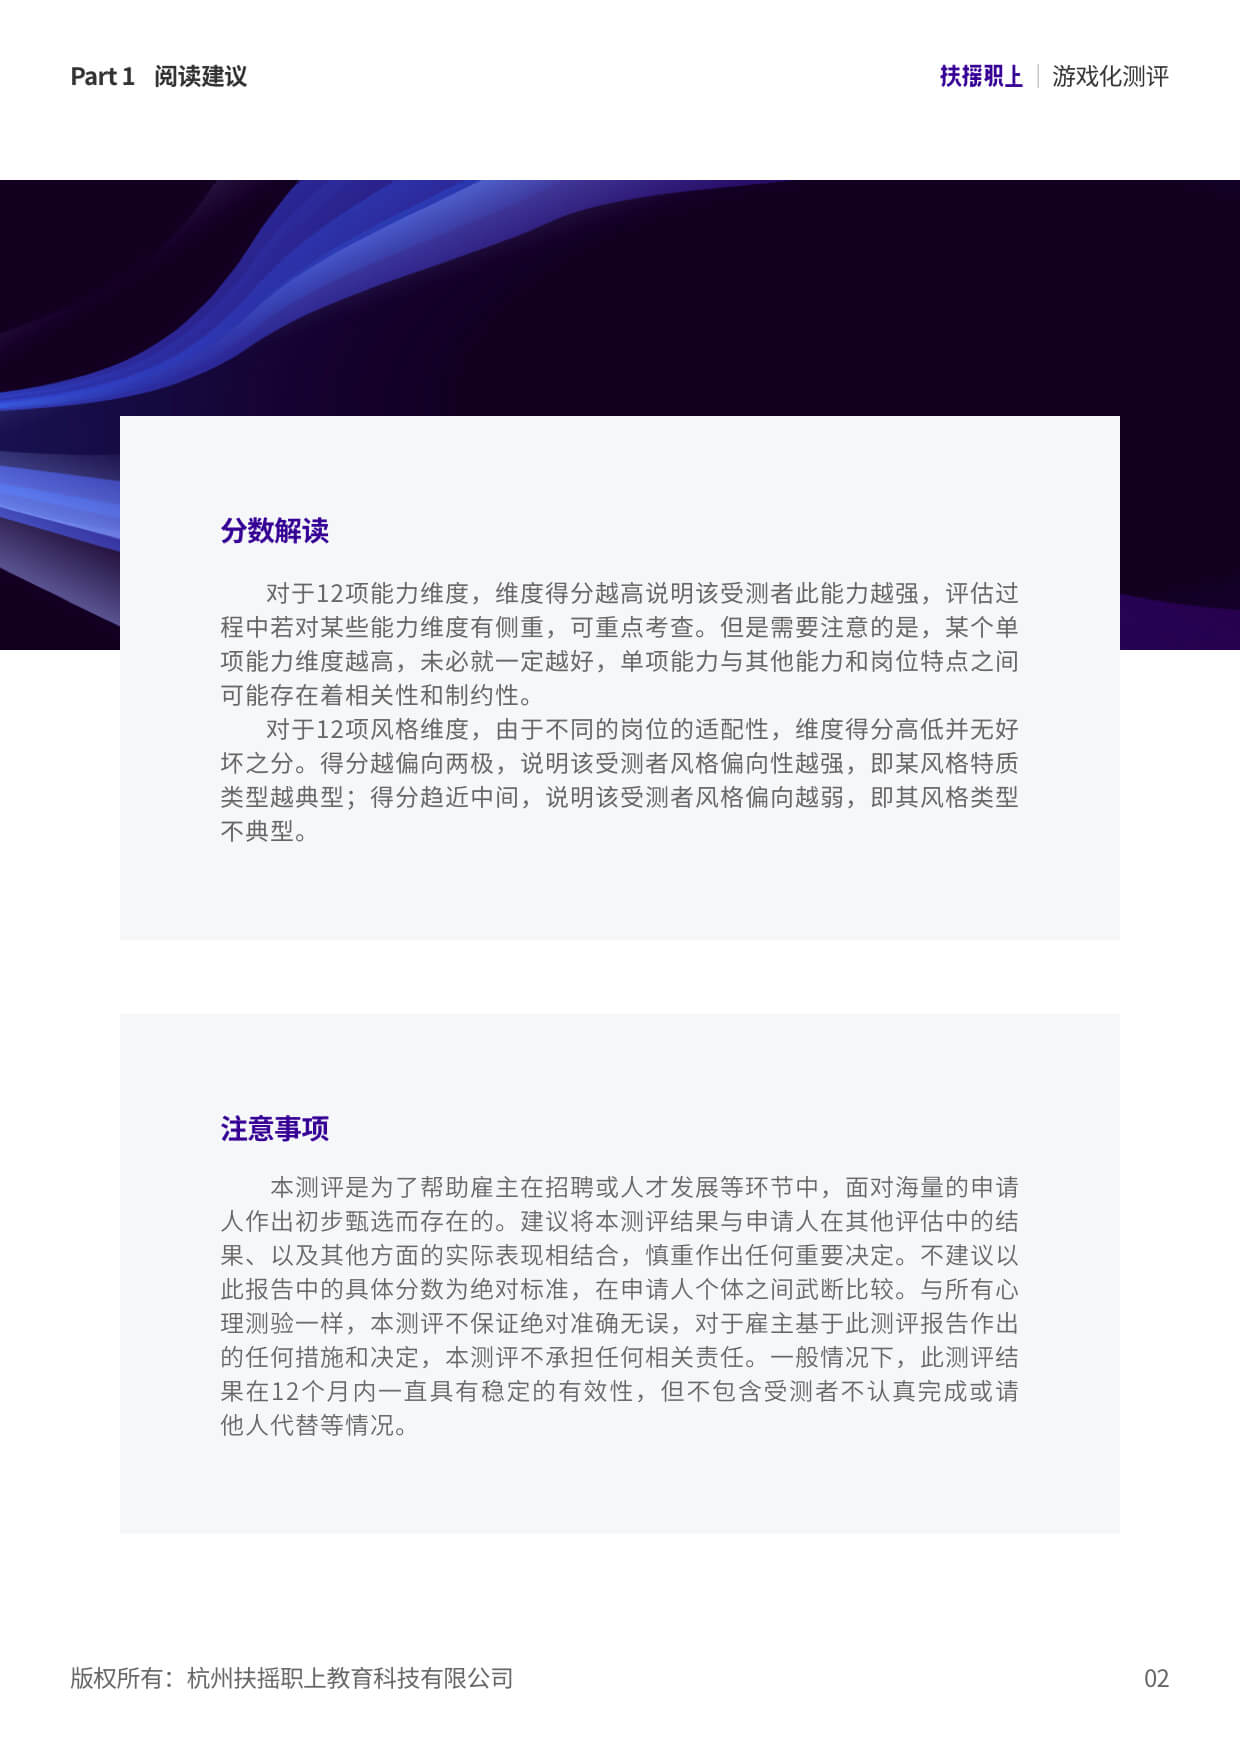 Part 1 阅读建议
扶摇职上 | 游戏化测评
分数解读
对于12项能力维度，维度得分越高说明该受测者此能力越强，评估过
程中若对某些能力维度有侧重，可重点考查。但是需要注意的是，某个单
项能力维度越高，未必就一定越好，单项能力与其他能力和岗位特点之间
可能存在着相关性和制约性。
对于12项风格维度，由于不同的岗位的适配性，维度得分高低并无好
坏之分。得分越偏向两极，说明该受测者风格偏向性越强，即某风格特质
类型越典型；得分趋近中间，说明该受测者风格偏向越弱，即其风格类型
不典型。
注意事项
本测评是为了帮助雇主在招聘或人才发展等环节中，面对海量的申请
人作出初步甄选而存在的。建议将本测评结果与申请人在其他评估中的结
果、以及其他方面的实际表现相结合，慎重作出任何重要决定。不建议以
此报告中的具体分数为绝对标准，在申请人个体之间武断比较。与所有心
理测验一样，本测评不保证绝对准确无误，对于雇主基于此测评报告作出
的任何措施和决定，本测评不承担任何相关责任。一般情况下，此测评结
果在12个月内一直具有稳定的有效性，但不包含受测者不认真完成或请
他人代替等情况。
版权所有：杭州扶摇职上教育科技有限公司
02